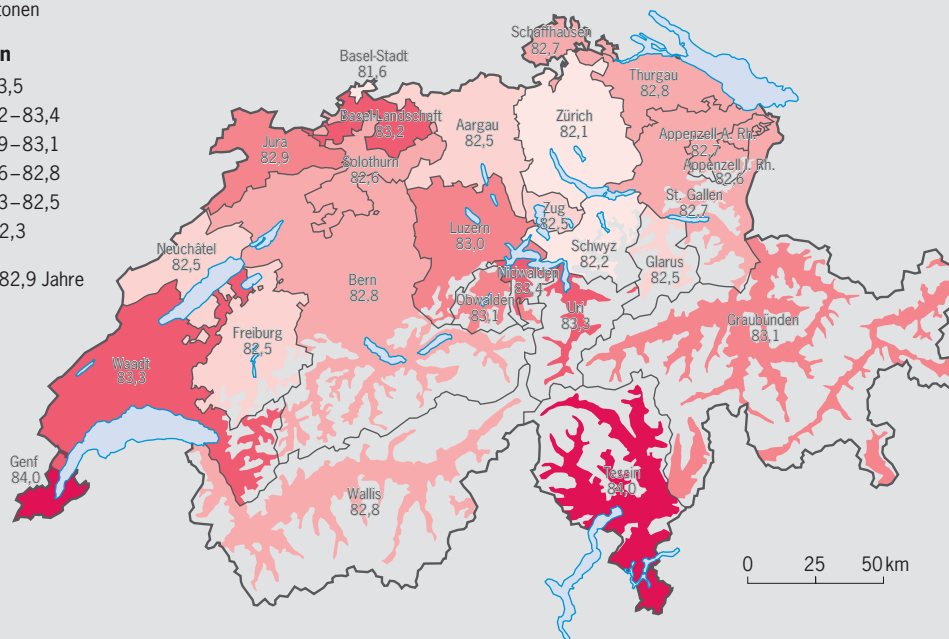 tonen
n
3,5
2–83,4
9–83,1
6–82,8
3–82,5
2,3
82,9 Jahre
Schaffhausen
82,7
Basel-Stadt
81,6
Thurgau
82,8
Basel-Landschaft
83,2
Aargau
82,5
Zürich
82,1
Appenzell A. Rh.
82,7
Jura
82,9
Solothurn
82,6
Appenzell I. Rh.
82,6
St. Gallen
82,7
Zug
82,5
Luzern
83,0
Schwyz
82,2
Neuchâtel
82,5
Glarus
82,5
Bern
82,8
Nidwalden
83,4
Obwalden
83,1
Uri
83,3
Graubünden
83,1
Freiburg
82,5
Waadt
83,3
Genf
84,0
Tessin
84,0
Wallis
82,8
0 25 50 km